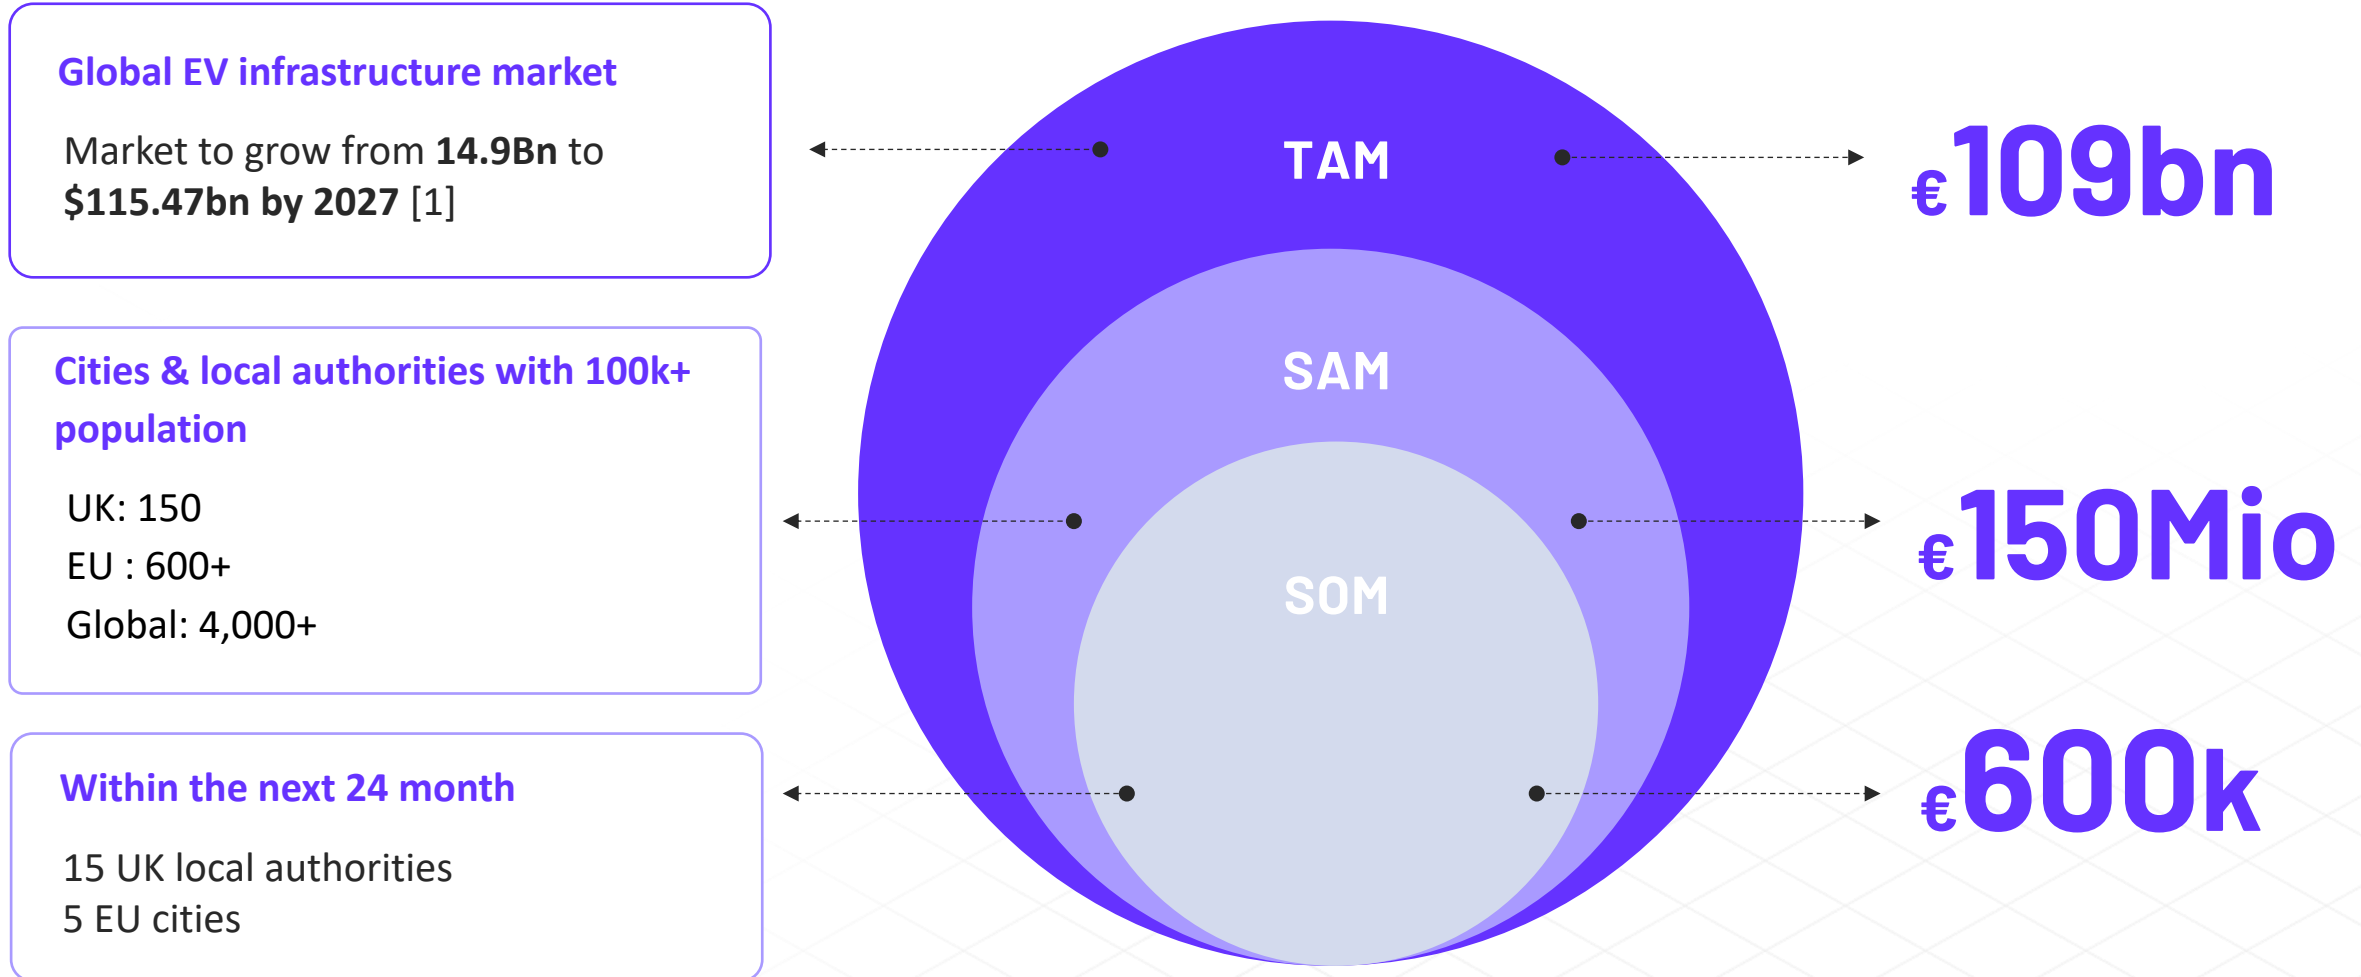 Global EV infrastructure market
Market to grow from 14.9Bn to
$115.47bn by 2027 [1]
TAM
€109bn
Cities & local authorities with 100k+
population
UK: 150
EU : 600+
Global: 4,000+
SAM
€150Mio
Within the next 24 month
15 UK local authorities
5 EU cities
SOM
€600k